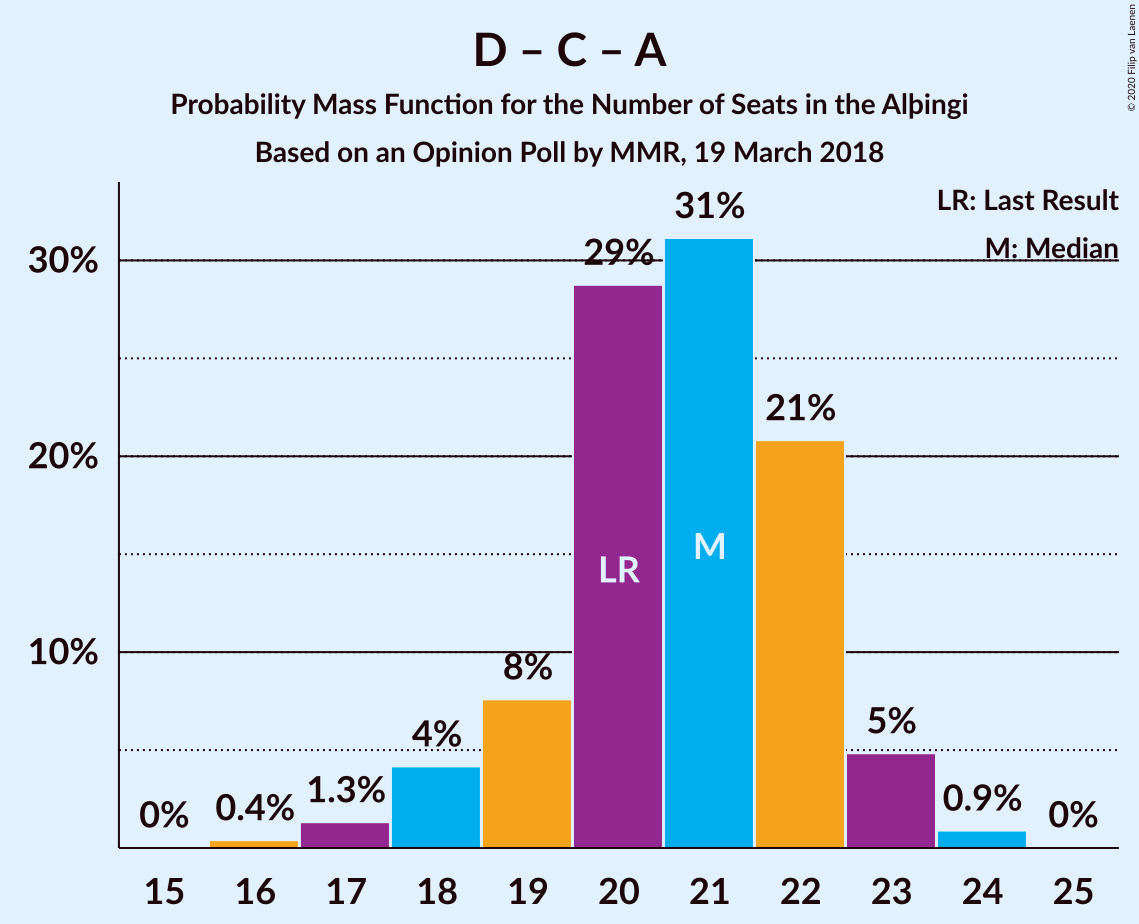 D – C – A
Probability Mass Function for the Number of Seats in the Alþingi
Based on an Opinion Poll by MMR, 19 March 2018
© 2020 Filip van Laenen
LR: Last Result
M: Median
30%
20%
10%
0%
0.4%
1.3%
4%
8%
29%
31%
21%
5%
0.9%
0%
LR
M
15 16 17 18 19 20 21 22 23 24 25